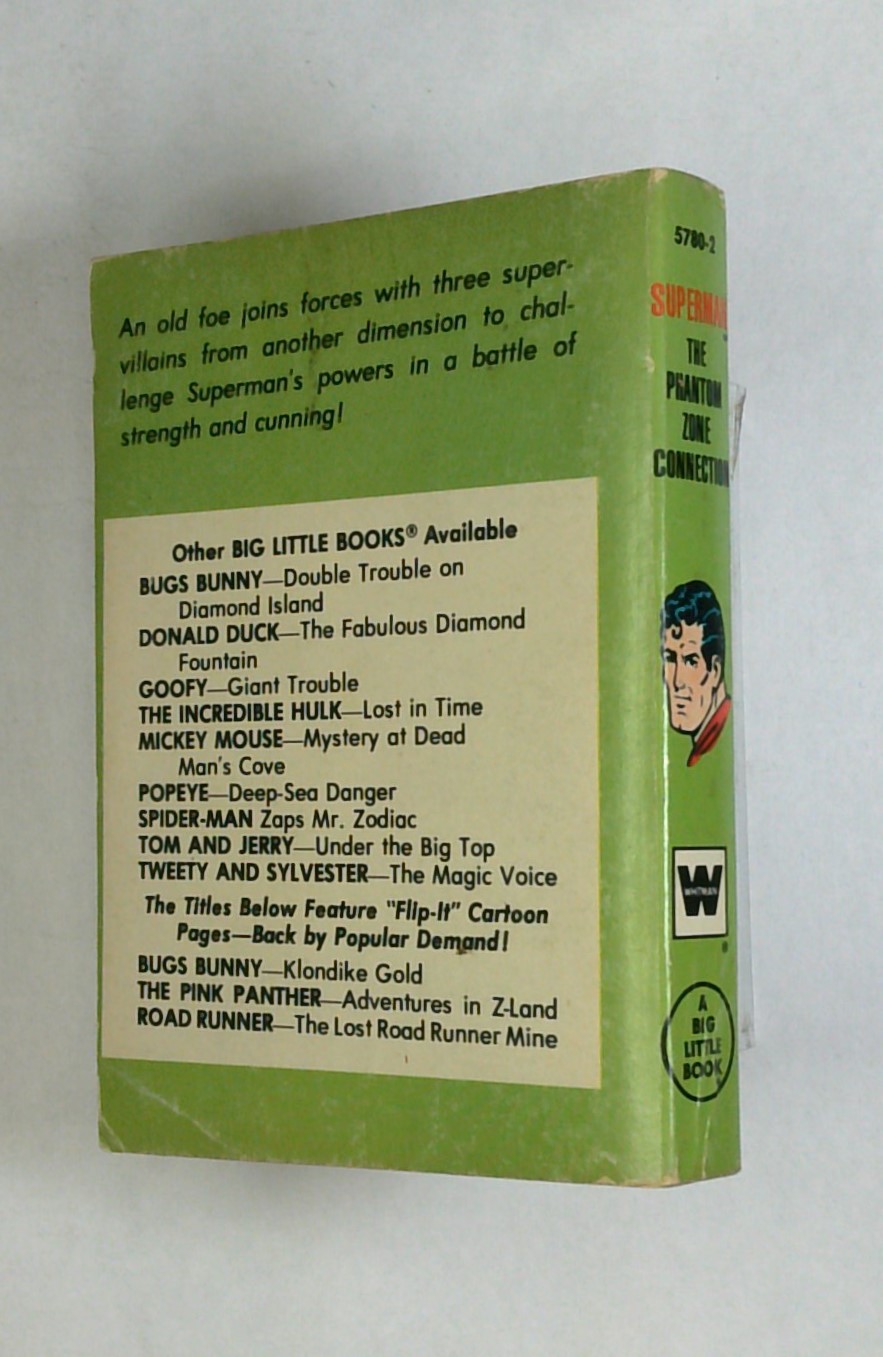 An old foe joins forces with three super-
villains from another dimension to chal-
lenge Superman's powers in a battle of
strength and cunning!
Other BIG LITTLE BOOKS® Available
BUGS BUNNY—Double Trouble on
Diamond Island
DONALD DUCK—The Fabulous Diamond
Fountain
GOOFY—Giant Trouble
THE INCREDIBLE HULK—Lost in Time
MICKEY MOUSE—Mystery at Dead
Man's Cove
POPEYE—Deep-Sea Danger
SPIDER-MAN Zaps Mr. Zodiac
TOM AND JERRY—Under the Big Top
TWEETY AND SYLVESTER—The Magic Voice
The Titles Below Feature "Flip-It" Cartoon
Pages—Back by Popular Demand!
BUGS BUNNY—Klondike Gold
THE PINK PANTHER—Adventures in Z-Land
ROAD RUNNER—The Lost Road Runner Mine
5780-2
SUPERMAN
THE
PHANTOM
ZONE
CONNECTION
W
WHITMAN
®
A
BIG
LITTLE
BOOK